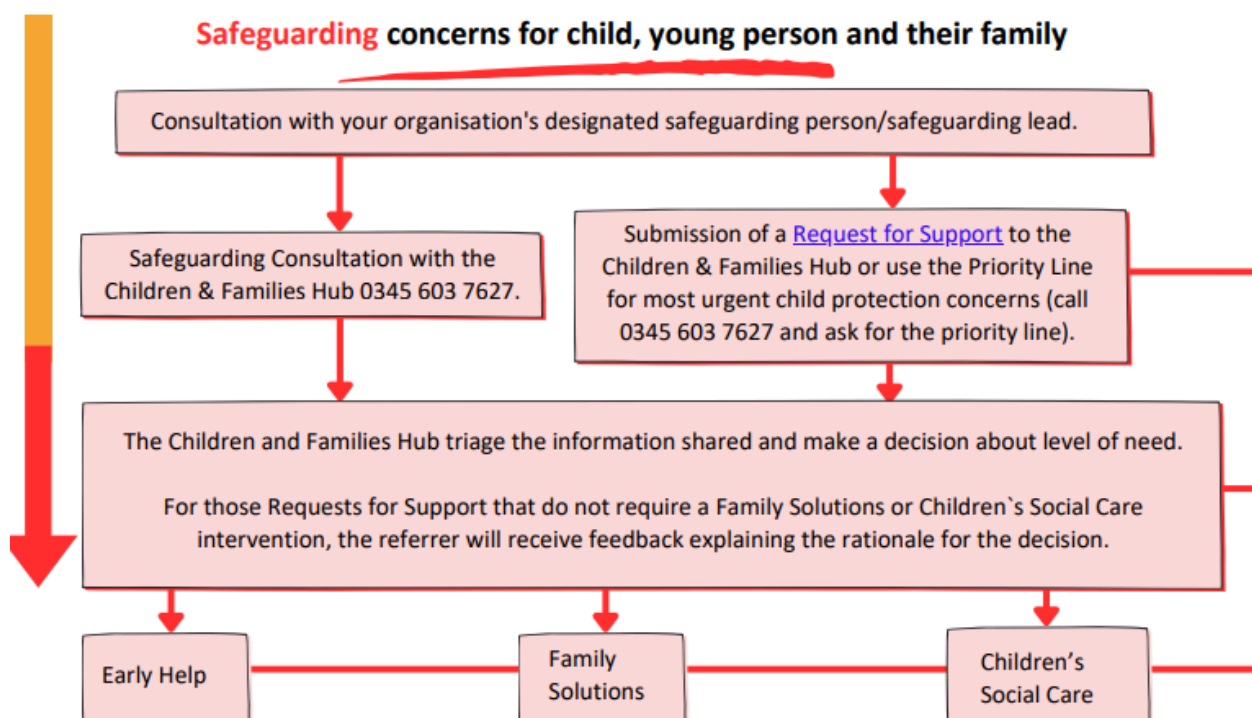 Safeguarding concerns for child, young person and their family
Consultation with your organisation's designated safeguarding person/safeguarding lead.
Safeguarding Consultation with the
Children & Families Hub 0345 603 7627.
Submission of a Request for Support to the
Children & Families Hub or use the Priority Line
for most urgent child protection concerns (call
0345 603 7627 and ask for the priority line).
The Children and Families Hub triage the information shared and make a decision about level of need.
For those Requests for Support that do not require a Family Solutions or Children`s Social Care
intervention, the referrer will receive feedback explaining the rationale for the decision.
Early Help
Family
Solutions
Children’s
Social Care